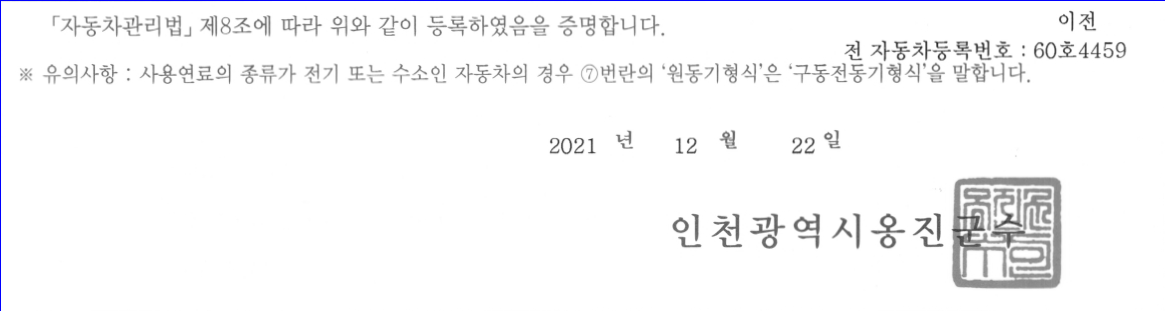 「자동차관리법」 제8조에 따라 위와 같이 등록하였음을 증명합니다.
이전
전 자동차등록번호 : 60호4459
※ 유의사항 : 사용연료의 종류가 전기 또는 수소인 자동차의 경우 ⑦번란의 '원동기형식'은 '구동전동기형식'을 말합니다.
2021 년 12 월 22 일
인천광역시옹진군수